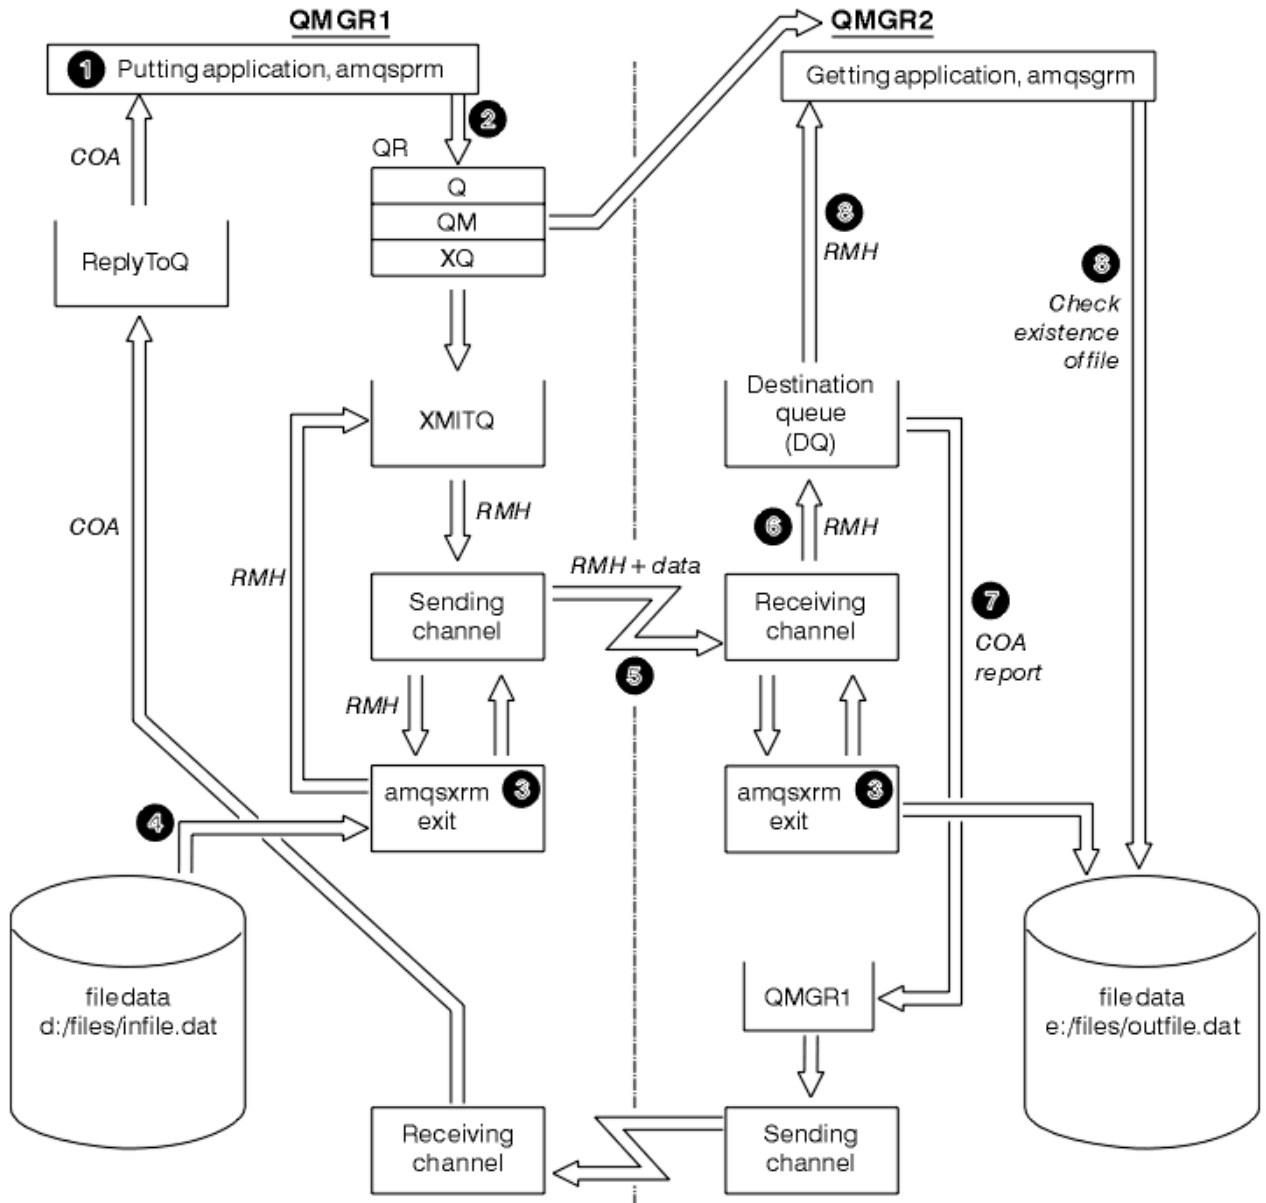 QMGR1
QMGR2
1 Putting application, amqsprm
Getting application, amqsgrm
2
COA
QR
Q
QM
XQ
8
RMH
ReplyToQ
8
Check
existence
of file
XMITQ
Destination
queue
(DQ)
RMH
COA
6 RMH
RMH
RMH + data
Sending
channel
Receiving
channel
7
COA
report
5
RMH
amqsxrm 3
exit
amqsxrm 3
exit
4
file data
d:/files/infile.dat
QMGR1
file data
e:/files/outfile.dat
Receiving
channel
Sending
channel